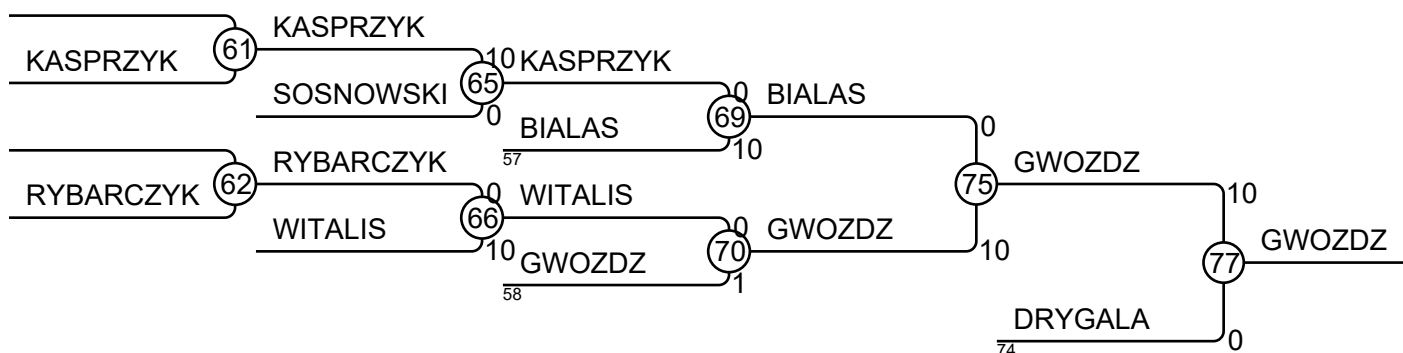 KASPRZYK
61
KASPRZYK
10
KASPRZYK
SOSNOWSKI
65
0
0
BIALAS
BIALAS
69
57
10
0
RYBARCZYK
62
RYBARCZYK
0
WITALIS
WITALIS
66
10
0
GWOZDZ
GWOZDZ
70
58
1
10
75
GWOZDZ
10
77
GWOZDZ
DRYGALA
74
0